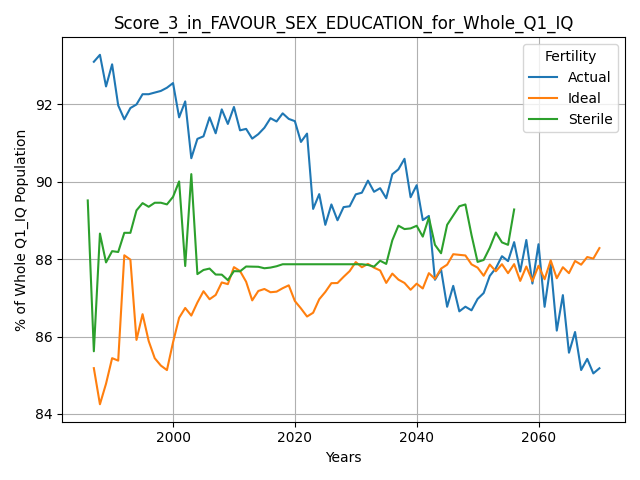 Score_3_in_FAVOUR_SEX_EDUCATION_for_Whole_Q1_IQ
% of Whole Q1_IQ Population
92
90
88
86
84
Fertility
Actual
Ideal
Sterile
2000
2020
2040
2060
Years